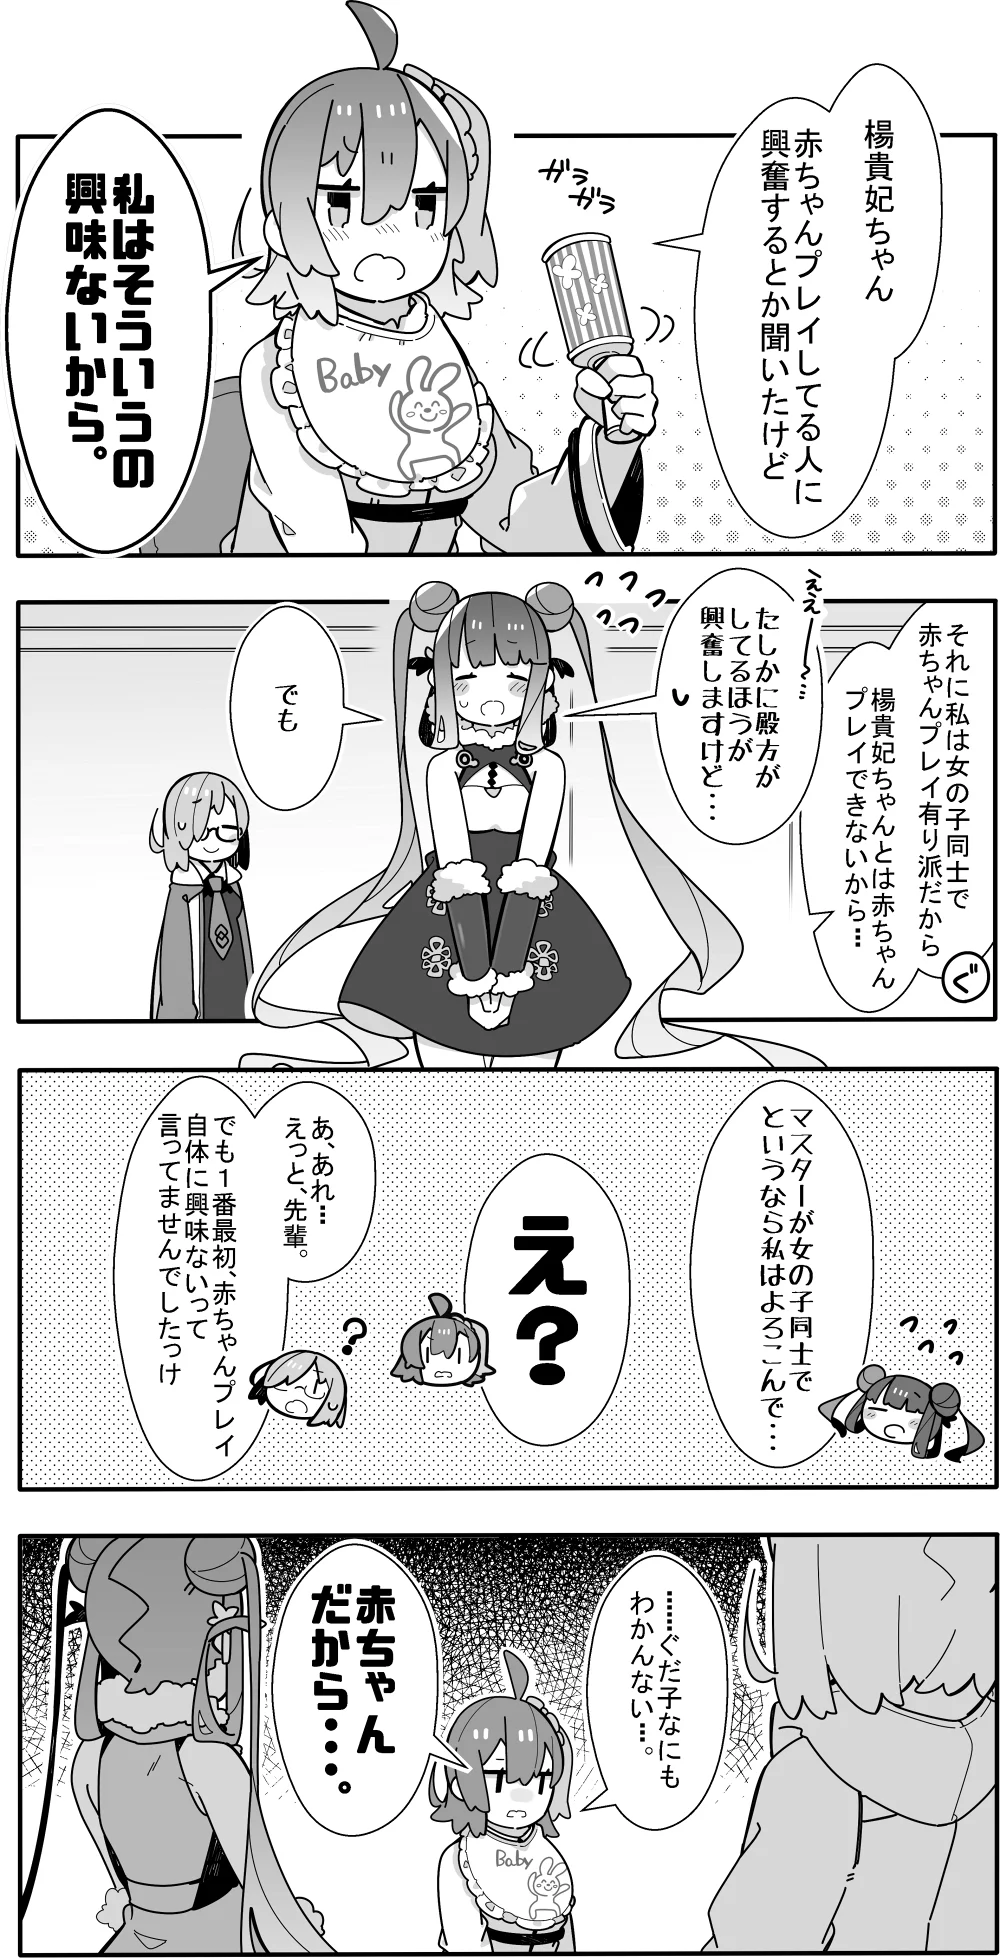 楊貴妃ちゃん
赤ちゃんプレイしてる人に
興奮するとか聞いたけど
ガラ
ガラ
Baby
私はそういうの
興味ないから。
それに私は女の子同士で
赤ちゃんプレイ有り派だから
楊貴妃ちゃんとは赤ちゃん
プレイできないから…
ぐ
ええ〜…
たしかに殿方が
してるほうが
興奮しますけど…
でも
マスターが女の子同士で
というなら私はよろこんで…
え?
あ、あれ…
えっと、先輩。
?
でも1番最初、赤ちゃんプレイ
自体に興味ないって
言ってませんでしたっけ
……ぐだ子なにも
わかんない…。
赤ちゃん
だから…。
Baby